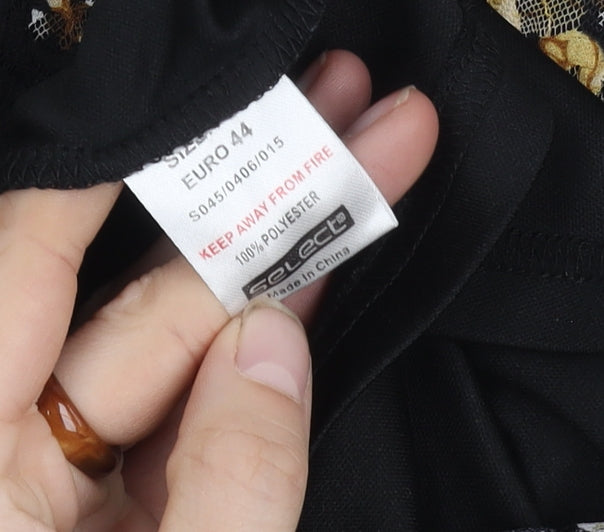 EURO 44
S045/0406/015
KEEP AWAY FROM FIRE
100% POLYESTER
select
Made in China